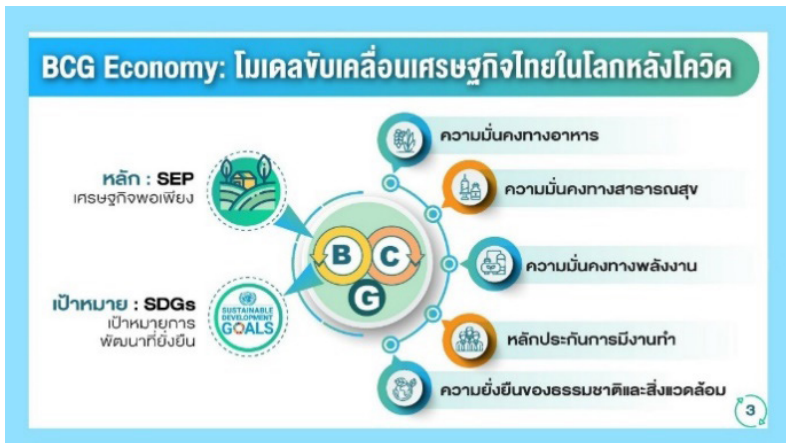 BCG Economy: โมเดลขับเคลื่อนเศรษฐกิจไทยในโลกหลังโควิด
หลัก : SEP
เศรษฐกิจพอเพียง
เป้าหมาย : SDGs
เป้าหมายการ
พัฒนาที่ยั่งยืน
SUSTAINABLE
DEVELOPMENT
GOALS
B C
G
ความมั่นคงทางอาหาร
ความมั่นคงทางสาธารณสุข
ความมั่นคงทางพลังงาน
หลักประกันการมีงานทำ
ความยั่งยืนของธรรมชาติและสิ่งแวดล้อม
3